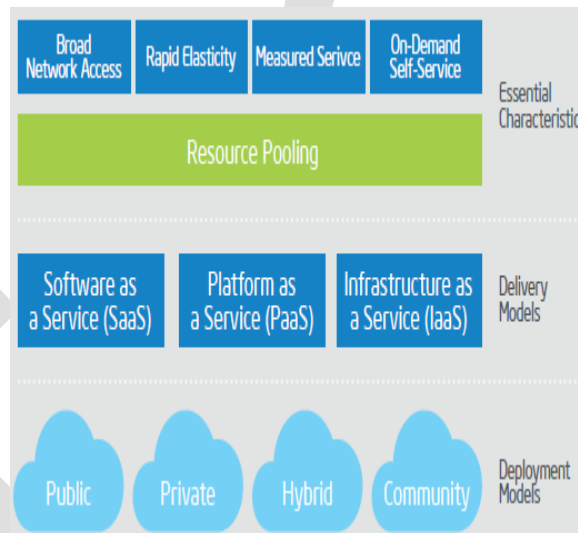 Broad
Network Access
Rapid Elasticity
Measured Serivce
On-Demand
Self-Service
Essential
Characteristic
Resource Pooling
Software as
a Service (SaaS)
Platform as
a Service (PaaS)
Infrastructure as
a Service (IaaS)
Delivery
Models
Public
Private
Hybrid
Community
Deployment
Models